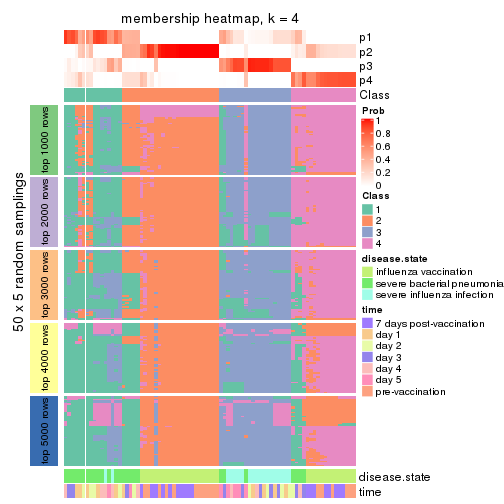 membership heatmap, k = 4
p1
p2
p3
p4
Class
50 x 5 random samplings
top 1000 rows
top 2000 rows
top 3000 rows
top 4000 rows
top 5000 rows
disease.state
time
Prob
1
0.8
0.6
0.4
0.2
0
Class
1
2
3
4
disease.state
influenza vaccination
severe bacterial pneumonia
severe influenza infection
time
7 days post-vaccination
day 1
day 2
day 3
day 4
day 5
pre-vaccination